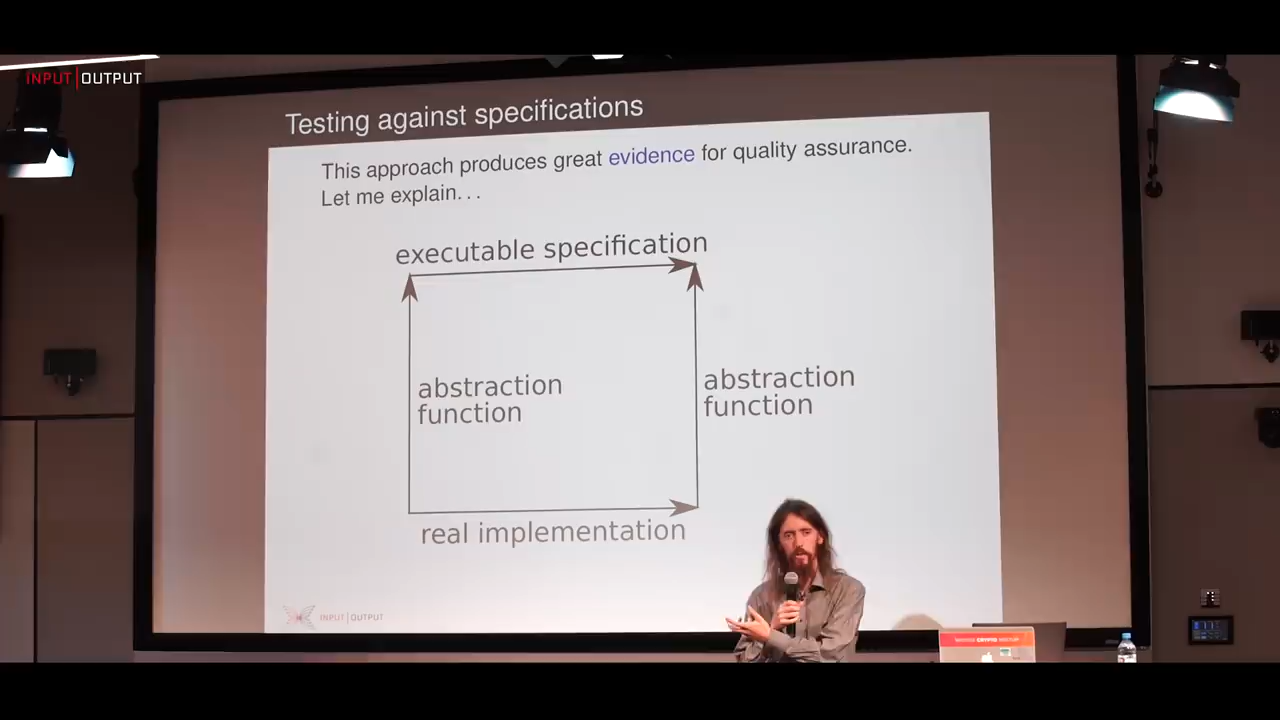 INPUT|OUTPUT
Testing against specifications
This approach produces great evidence for quality assurance.
Let me explain...
executable specification
abstraction
function
abstraction
function
real implementation
INPUT|OUTPUT